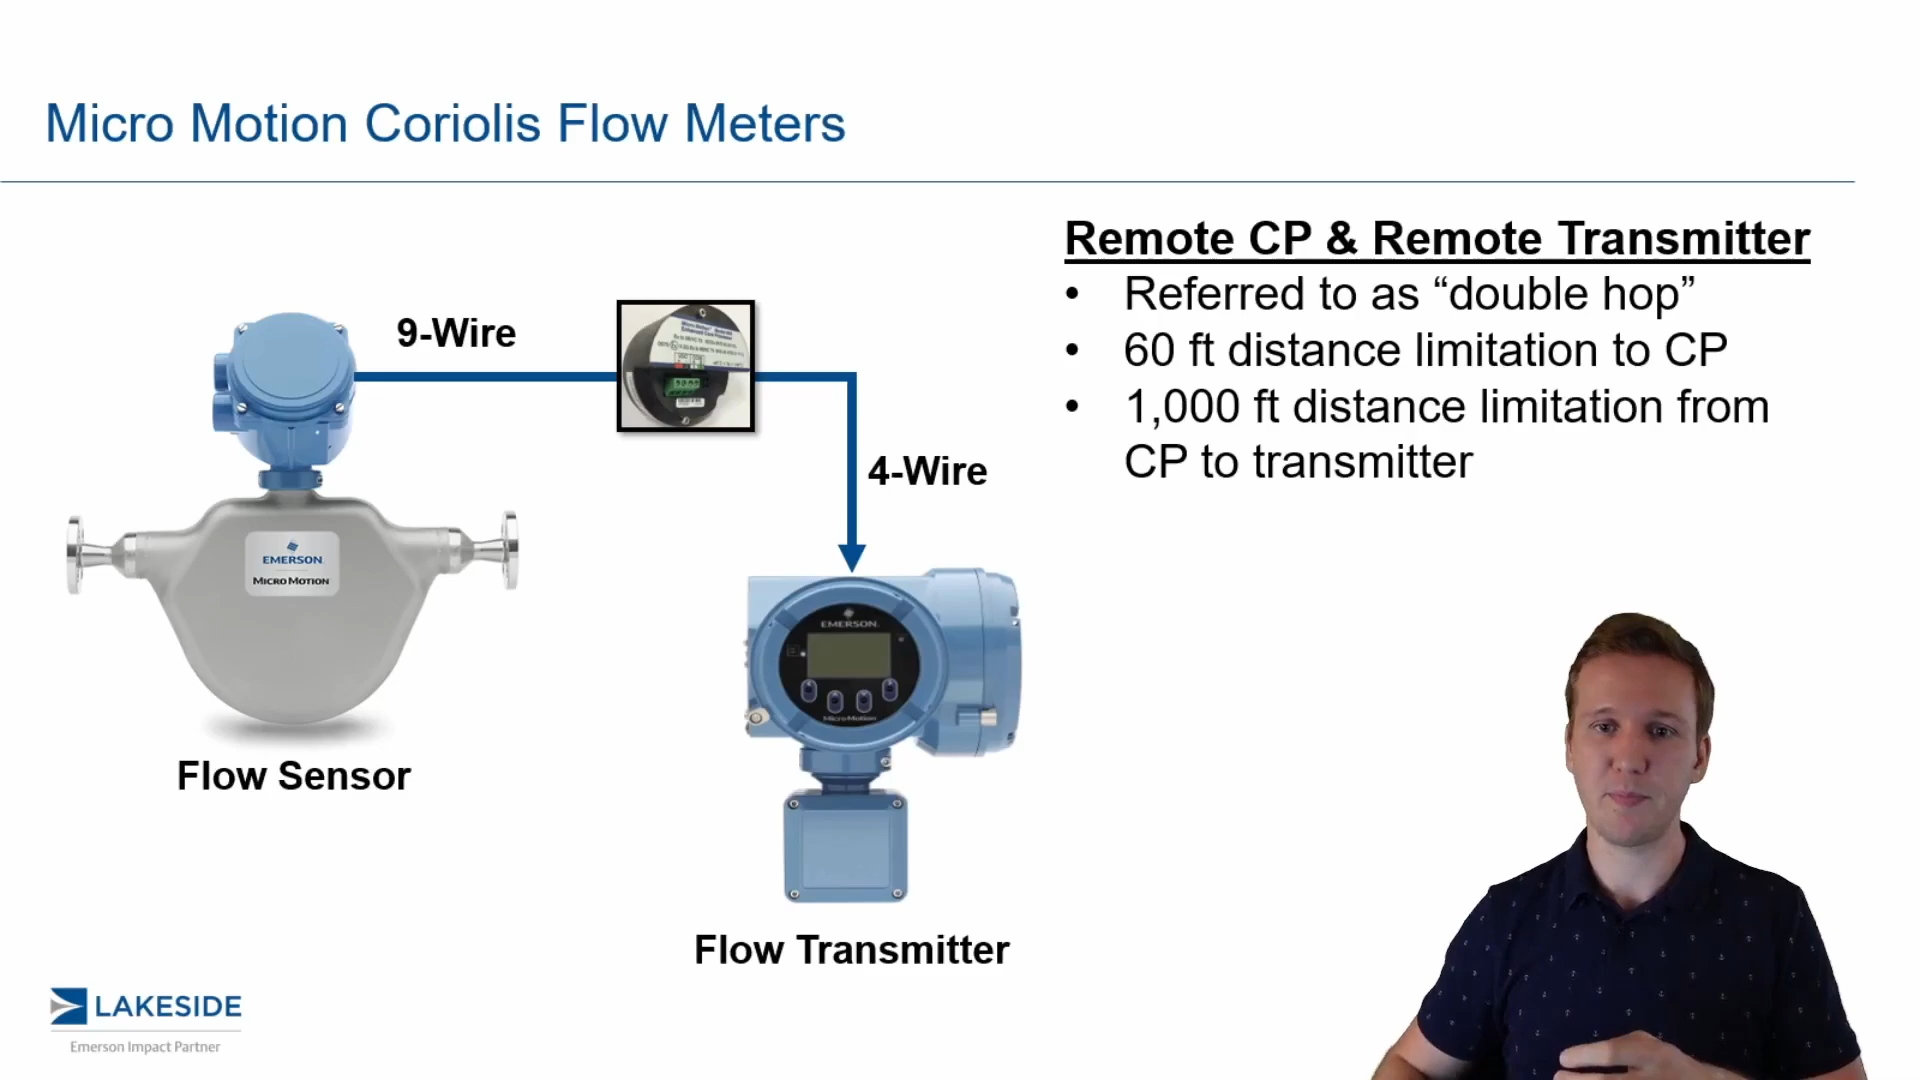 Micro Motion Coriolis Flow Meters
Remote CP & Remote Transmitter
• Referred to as “double hop”
• 60 ft distance limitation to CP
• 1,000 ft distance limitation from
CP to transmitter
9-Wire
4-Wire
EMERSON
MICRO MOTION
EMERSON
Micro Motion
Flow Sensor
Flow Transmitter
LAKESIDE
Emerson Impact Partner